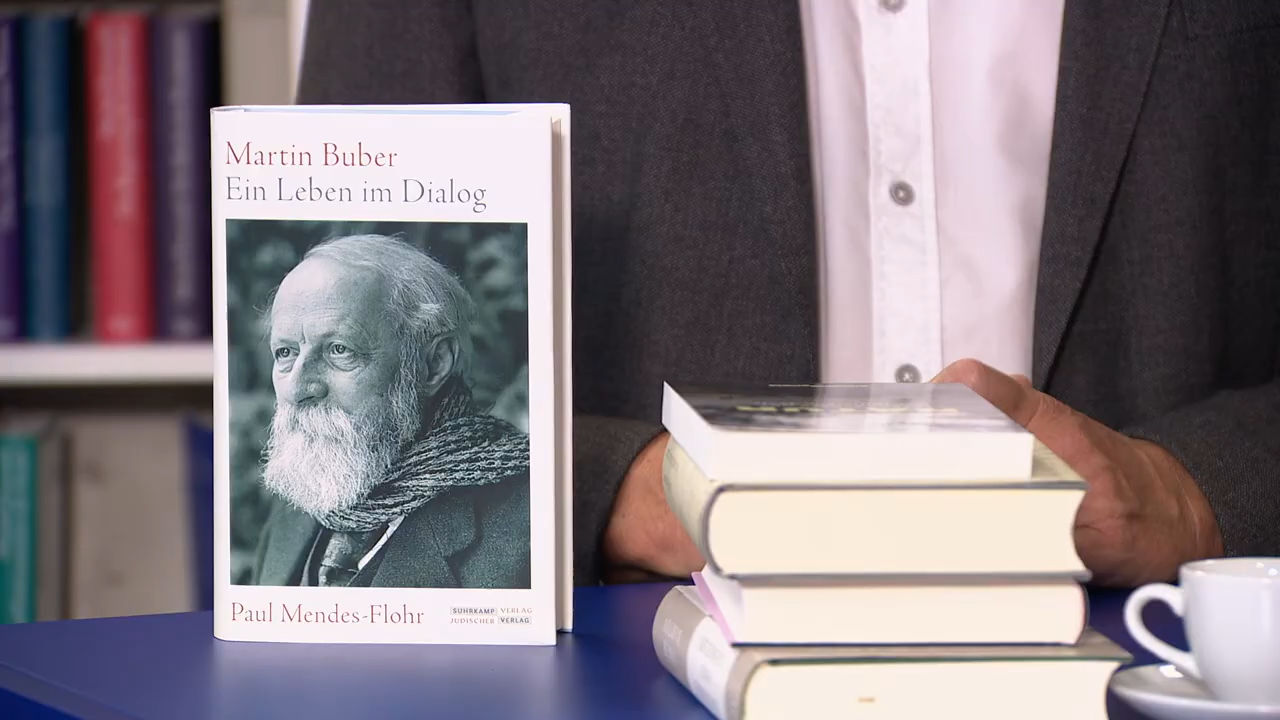 Martin Buber
Ein Leben im Dialog
Paul Mendes-Flohr
SUHRKAMP VERLAG
JÜDISCHER VERLAG